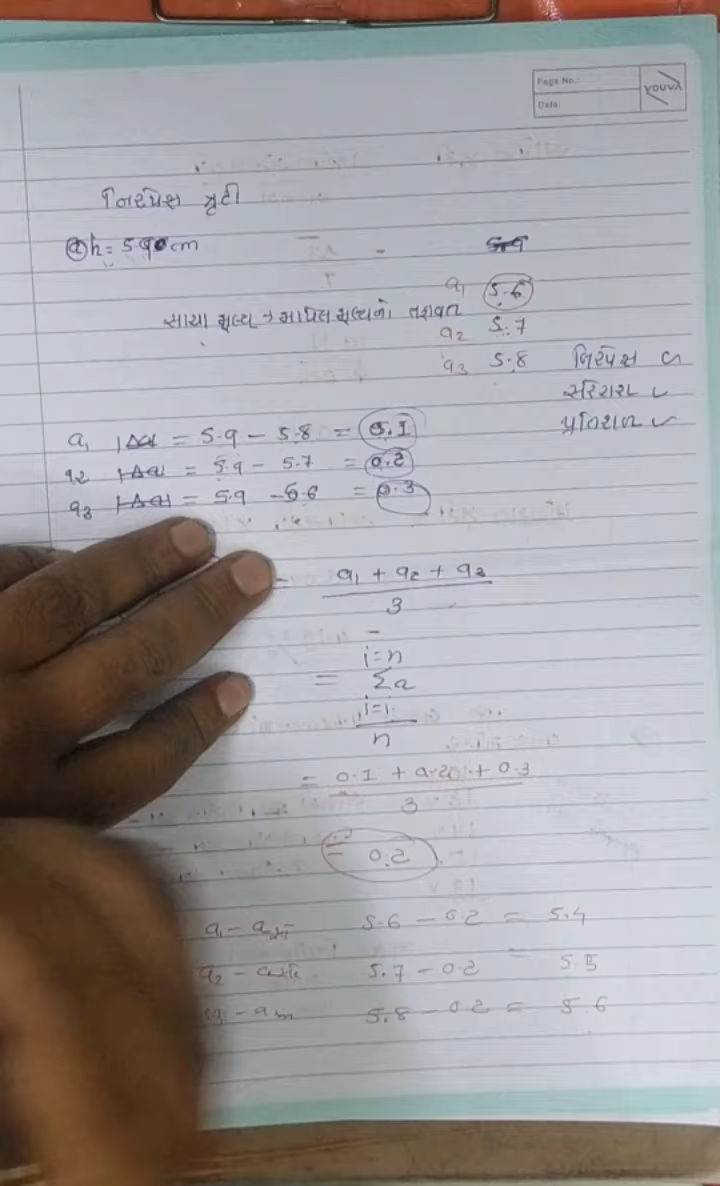 Page No.:
Date:
YOUVA
નિરપેક્ષ ત્રુટી
h = 5.90 cm
સાચા મૂલ્ય → માપેલ મૂલ્યનો તફાવત
a₁ 5.6
a₂ 5.7
a₃ 5.8 નિરપેક્ષ
a₁ |Δa| = 5.9 - 5.8 = 0.1
a₂ |Δa| = 5.9 - 5.7 = 0.2
a₃ |Δa| = 5.9 - 5.6 = 0.3
= a₁ + a₂ + a₃
3
i=n
= Σa
i=1
n
= 0.1 + 0.2 + 0.3
3
= 0.2
5.6 - 0.2 = 5.4
5.7 - 0.2 = 5.5
5.8 - 0.2 = 5.6